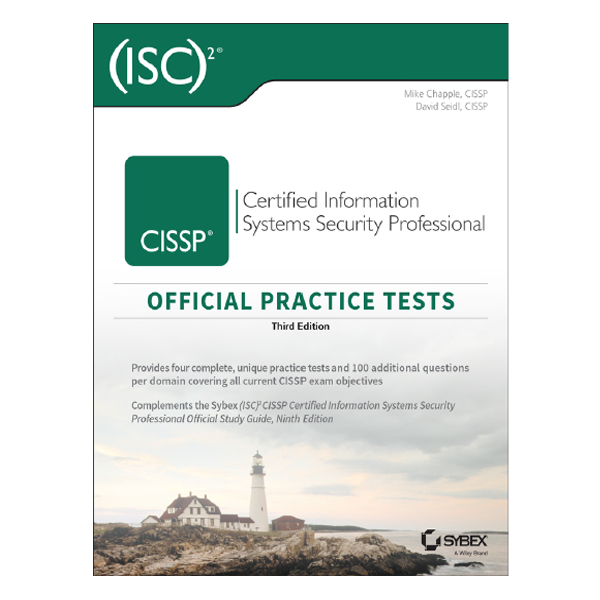 (ISC)²®
Mike Chapple, CISSP
David Seidl, CISSP
CISSP®
Certified Information
Systems Security Professional
OFFICIAL PRACTICE TESTS
Third Edition
Provides four complete, unique practice tests and 100 additional questions
per domain covering all current CISSP exam objectives
Complements the Sybex (ISC)² CISSP Certified Information Systems Security
Professional Official Study Guide, Ninth Edition
SYBEX
A Wiley Brand